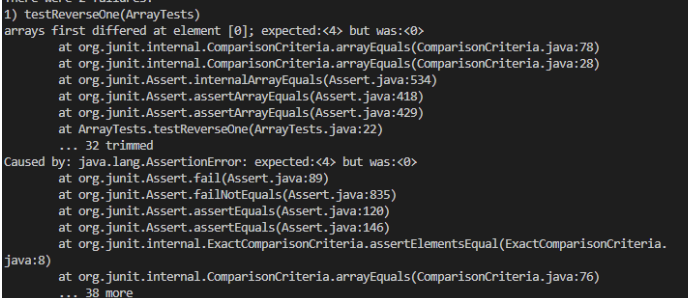 There were 2 failures:
1) testReverseOne(ArrayTests)
arrays first differed at element [0]; expected:<4> but was:<0>
        at org.junit.internal.ComparisonCriteria.arrayEquals(ComparisonCriteria.java:78)
        at org.junit.internal.ComparisonCriteria.arrayEquals(ComparisonCriteria.java:28)
        at org.junit.Assert.internalArrayEquals(Assert.java:534)
        at org.junit.Assert.assertArrayEquals(Assert.java:418)
        at org.junit.Assert.assertArrayEquals(Assert.java:429)
        at ArrayTests.testReverseOne(ArrayTests.java:22)
        ... 32 trimmed
Caused by: java.lang.AssertionError: expected:<4> but was:<0>
        at org.junit.Assert.fail(Assert.java:89)
        at org.junit.Assert.failNotEquals(Assert.java:835)
        at org.junit.Assert.assertEquals(Assert.java:120)
        at org.junit.Assert.assertEquals(Assert.java:146)
        at org.junit.internal.ExactComparisonCriteria.assertElementsEqual(ExactComparisonCriteria.
java:8)
        at org.junit.internal.ComparisonCriteria.arrayEquals(ComparisonCriteria.java:76)
        ... 38 more